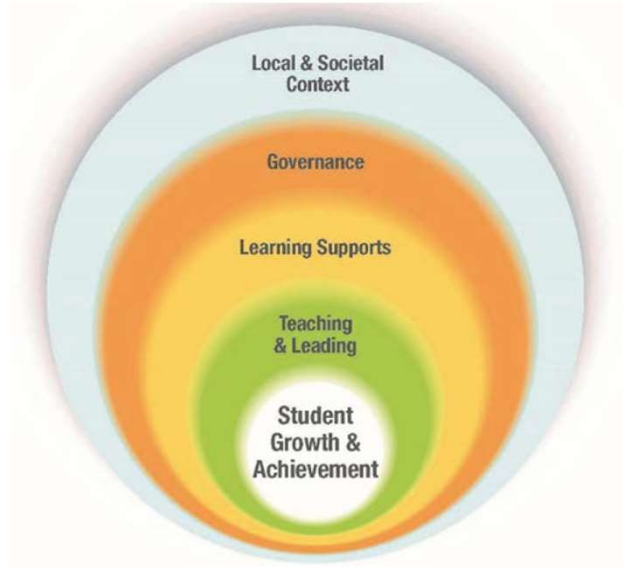 Local & Societal
Context
Governance
Learning Supports
Teaching
& Leading
Student
Growth &
Achievement